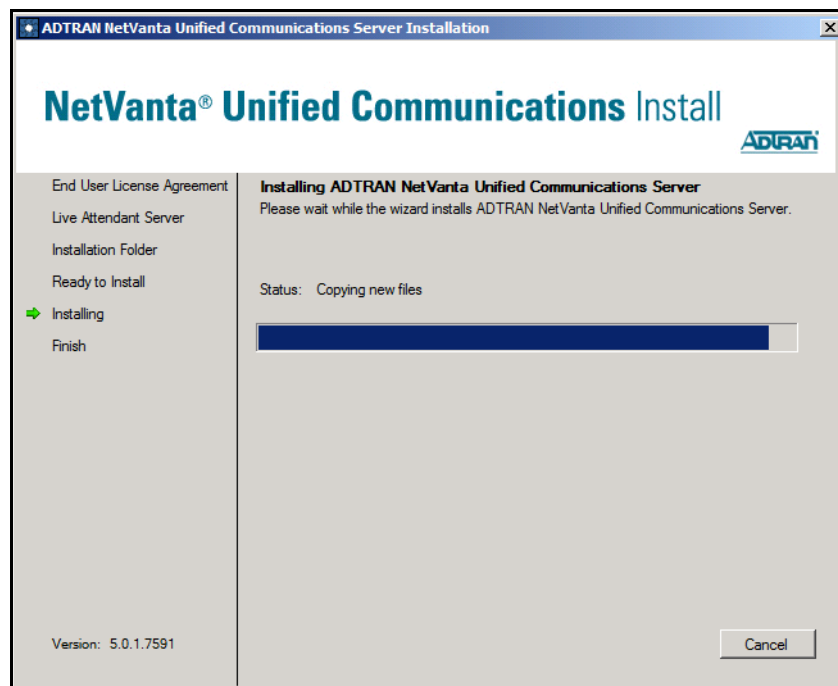 ADTRAN NetVanta Unified Communications Server Installation
NetVanta® Unified Communications Install
ADTRAN
End User License Agreement
Live Attendant Server
Installation Folder
Ready to Install
Installing
Finish
Installing ADTRAN NetVanta Unified Communications Server
Please wait while the wizard installs ADTRAN NetVanta Unified Communications Server.
Status: Copying new files
Version: 5.0.1.7591
Cancel